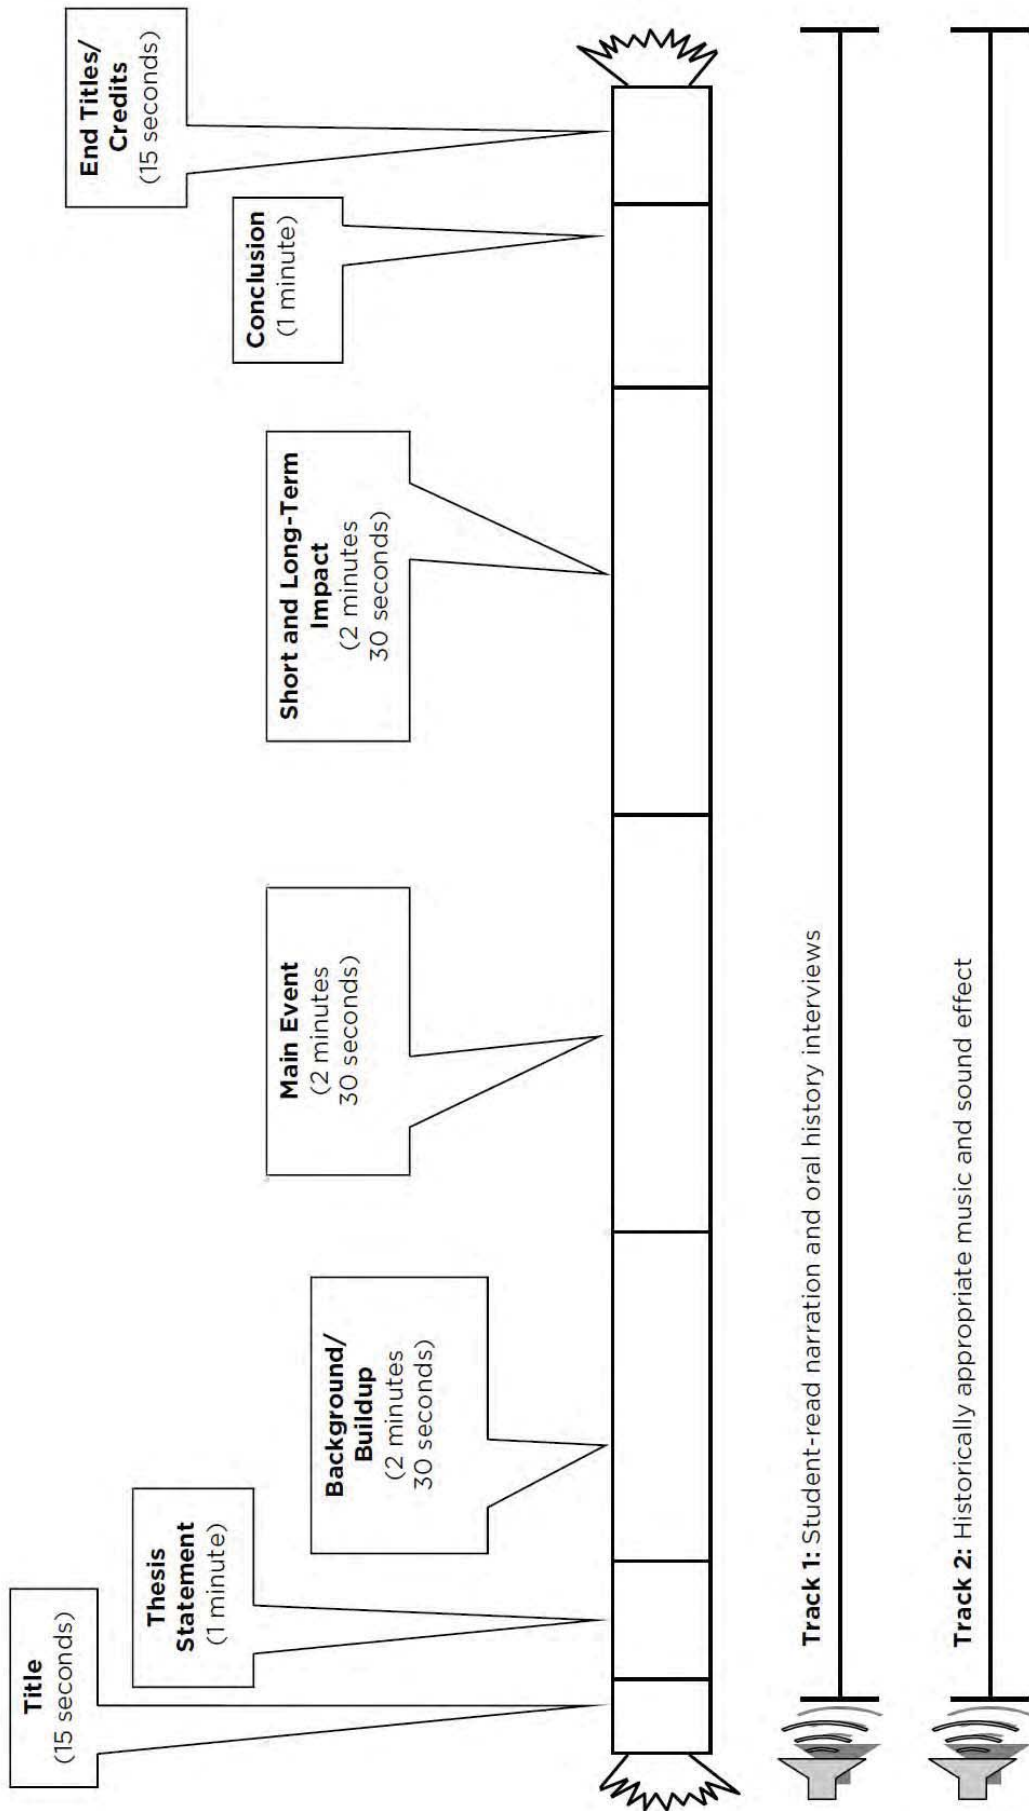 Title
(15 seconds)
Thesis
Statement
(1 minute)
Background/
Buildup
(2 minutes
30 seconds)
Main Event
(2 minutes
30 seconds)
Short and Long-Term
Impact
(2 minutes
30 seconds)
Conclusion
(1 minute)
End Titles/
Credits
(15 seconds)
Track 1: Student-read narration and oral history interviews
Track 2: Historically appropriate music and sound effect